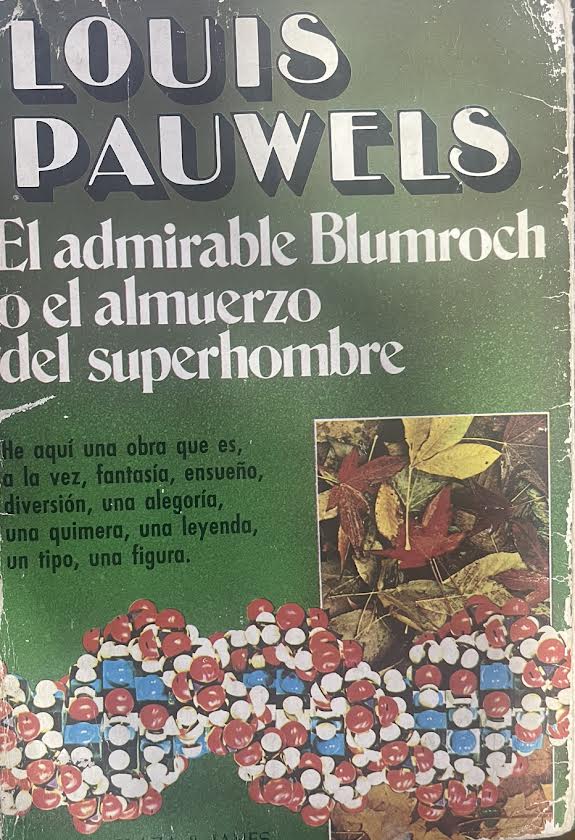 LOUIS
PAUWELS
El admirable Blumroch
o el almuerzo
del superhombre
He aquí una obra que es,
a la vez, fantasía, ensueño,
diversión, una alegoría,
una quimera, una leyenda,
un tipo, una figura.
JANES